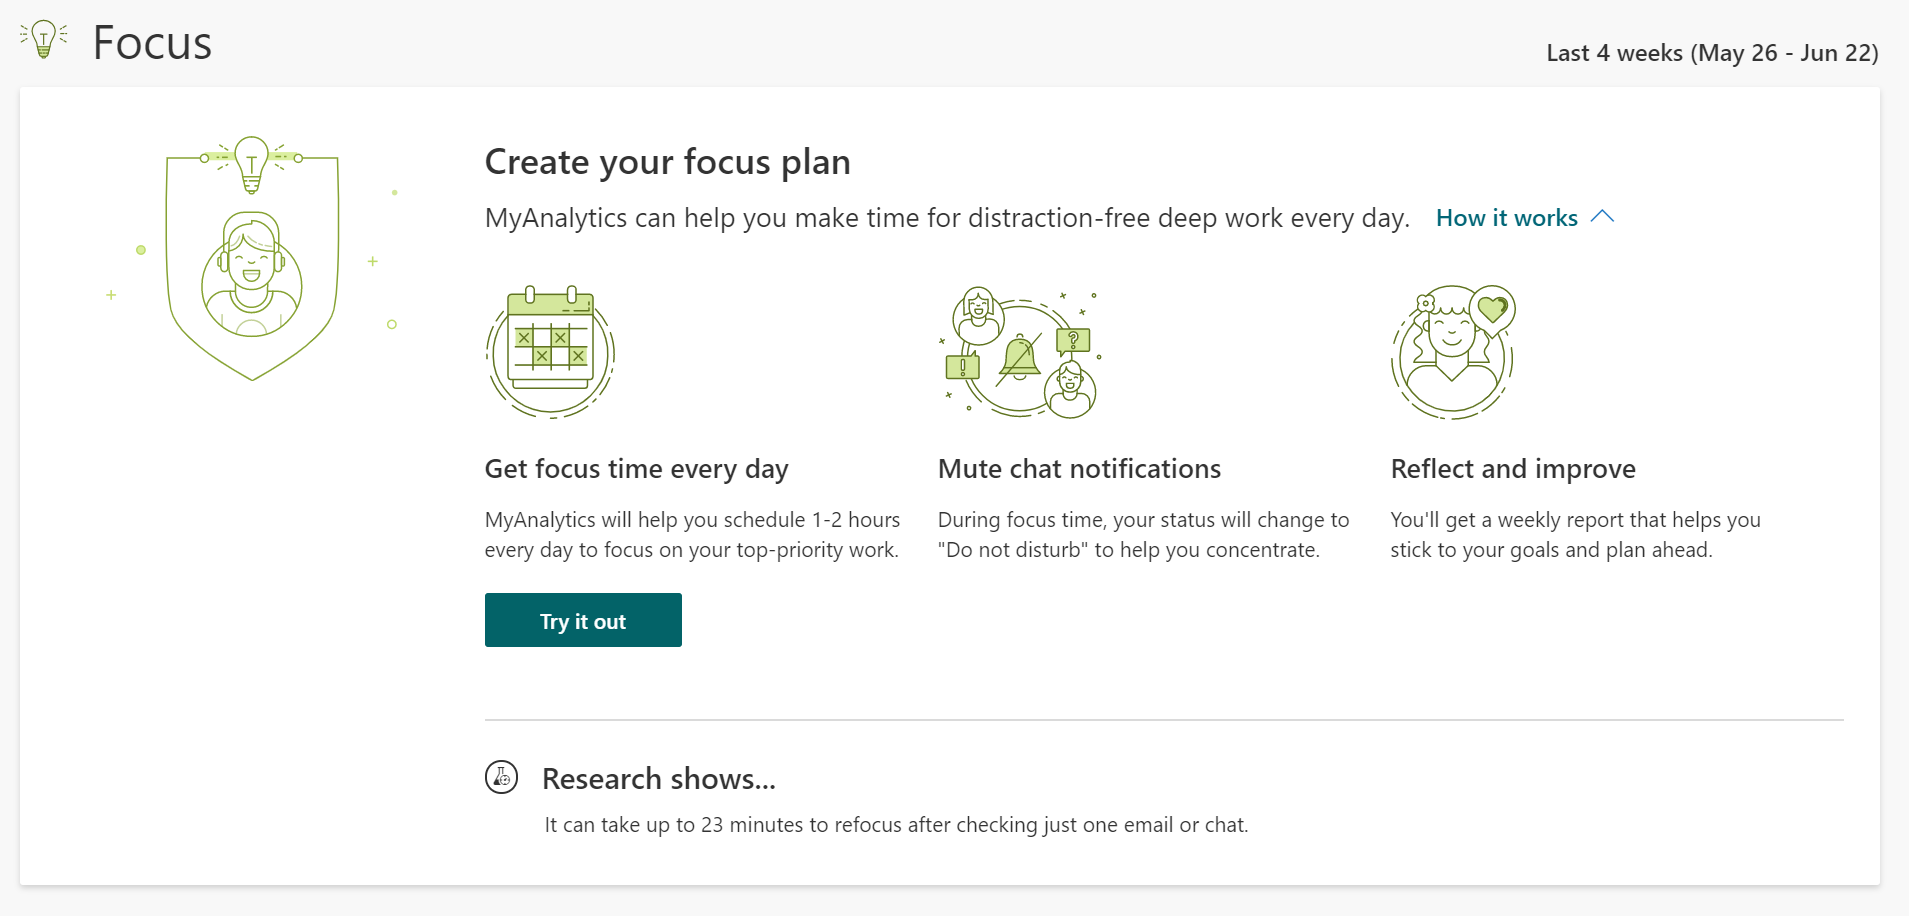 Focus
Last 4 weeks (May 26 - Jun 22)
Create your focus plan
MyAnalytics can help you make time for distraction-free deep work every day. How it works
Get focus time every day
MyAnalytics will help you schedule 1-2 hours
every day to focus on your top-priority work.
Try it out
Mute chat notifications
During focus time, your status will change to
"Do not disturb" to help you concentrate.
Reflect and improve
You'll get a weekly report that helps you
stick to your goals and plan ahead.
Research shows...
It can take up to 23 minutes to refocus after checking just one email or chat.